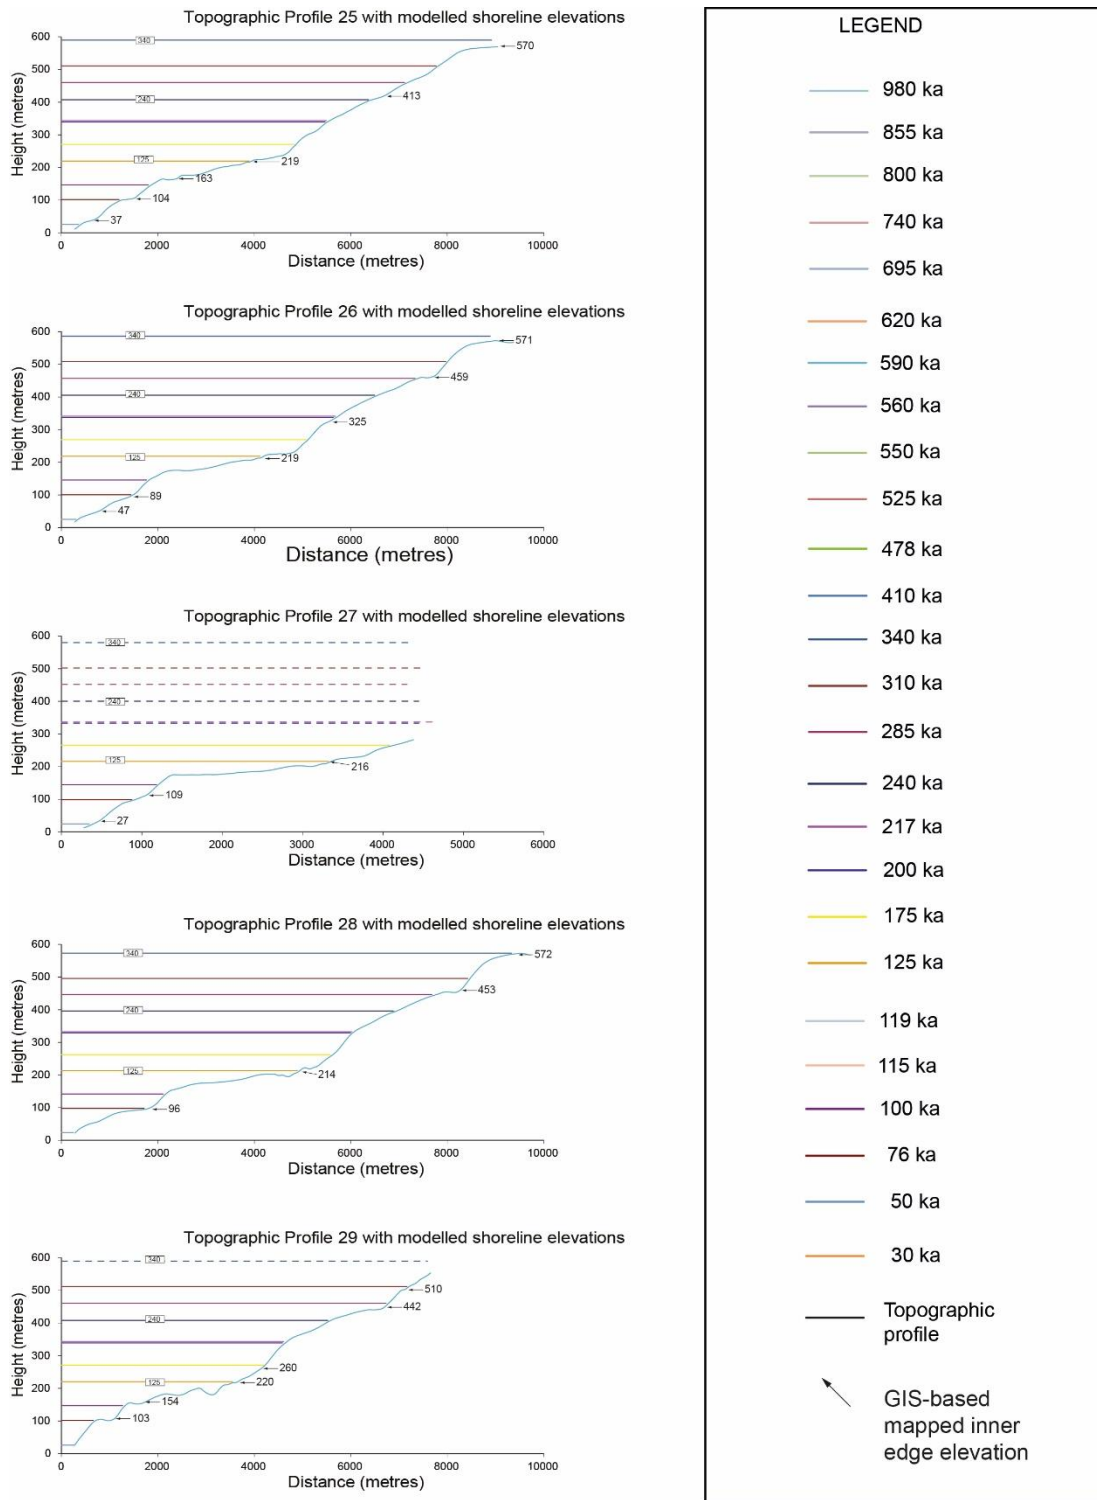 Topographic Profile 25 with modelled shoreline elevations
600
340
570
500
413
400
240
300
Height (metres)
219
200
125
163
104
100
37
0
0 2000 4000 6000 8000 10000
Distance (metres)
Topographic Profile 26 with modelled shoreline elevations
600
340
571
500
459
400
240
325
300
Height (metres)
219
200
125
89
100
47
0
0 2000 4000 6000 8000 10000
Distance (metres)
Topographic Profile 27 with modelled shoreline elevations
600
340
500
400
240
300
Height (metres)
216
200
125
109
100
27
0
0 1000 2000 3000 4000 5000 6000
Distance (metres)
Topographic Profile 28 with modelled shoreline elevations
600
340
572
500
453
400
240
300
Height (metres)
214
200
125
96
100
0
0 2000 4000 6000 8000 10000
Distance (metres)
Topographic Profile 29 with modelled shoreline elevations
600
340
510
500
442
400
240
300
Height (metres)
260
220
200
125
154
103
100
0
0 2000 4000 6000 8000 10000
Distance (metres)
LEGEND
980 ka
855 ka
800 ka
740 ka
695 ka
620 ka
590 ka
560 ka
550 ka
525 ka
478 ka
410 ka
340 ka
310 ka
285 ka
240 ka
217 ka
200 ka
175 ka
125 ka
119 ka
115 ka
100 ka
76 ka
50 ka
30 ka
Topographic
profile
GIS-based
mapped inner
edge elevation